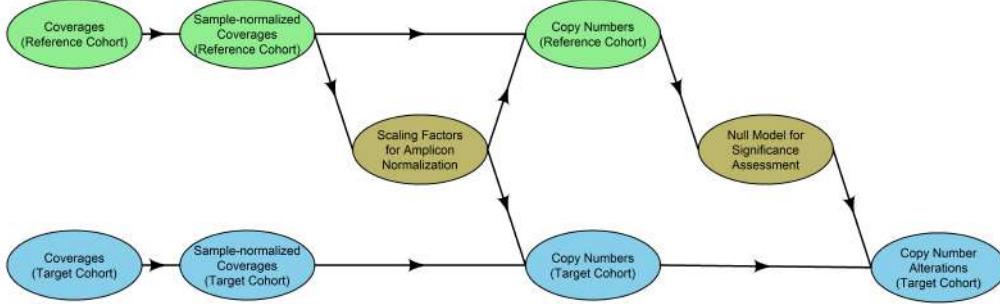 Coverages
(Reference Cohort)
Sample-normalized
Coverages
(Reference Cohort)
Copy Numbers
(Reference Cohort)
Scaling Factors
for Amplicon
Normalization
Null Model for
Significance
Assessment
Coverages
(Target Cohort)
Sample-normalized
Coverages
(Target Cohort)
Copy Numbers
(Target Cohort)
Copy Number
Alterations
(Target Cohort)